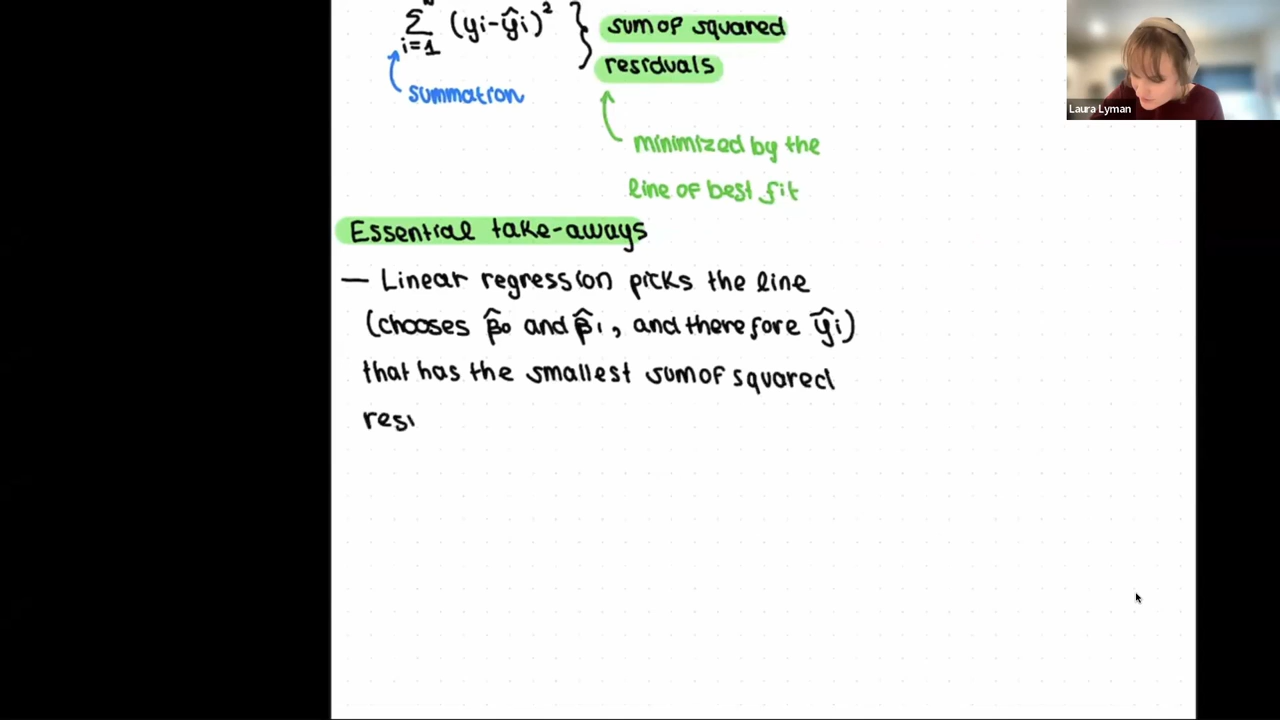 n
∑ (yi-ŷi)² } sum of squared
i=1
residuals
summation
minimized by the
line of best fit
Essential take-aways
— Linear regression picks the line
(chooses β̂0 and β̂1, and therefore ŷi)
that has the smallest sum of squared
resi
Laura Lyman